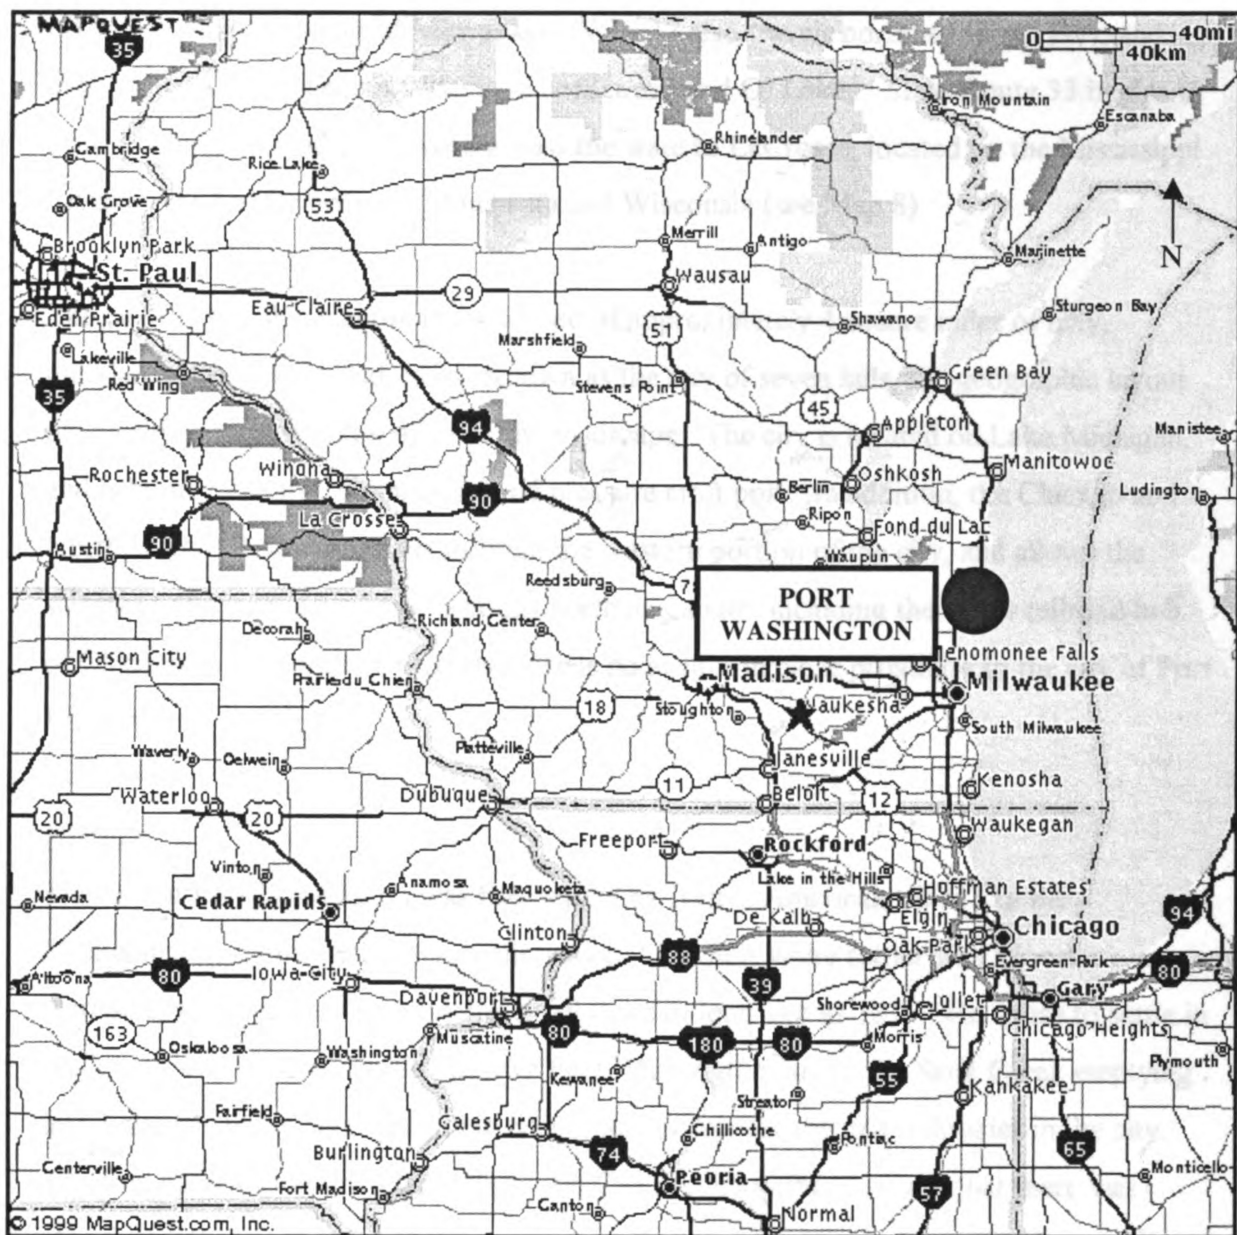 MAPQUEST
35
0 40mi
40km
Iron Mountain
Escanaba
Rhinelander
Cambridge
Rice Lake
53
Oak Grove
Merrill
Antigo
Marinette
N
Brooklyn Park
St. Paul
Wausau
29
Eau Claire
Eden Prairie
Sturgeon Bay
Shawano
51
Marshfield
Lakeville
Red Wing
Stevens Point
Green Bay
35
45
94
Appleton
Manistee
Rochester
Winona
Oshkosh
Manitowoc
Berlin
Ludington
90
Ripon
La Crosse
Fond du Lac
90
Austin
Waupun
Reedsburg
PORT
WASHINGTON
Richland Center
Decorah
Mason City
Menomonee Falls
Prairie du Chien
Madison
Milwaukee
18
Stoughton
Waukesha
South Milwaukee
Waverly
Oelwein
Platteville
Janesville
11
Kenosha
Waterloo
Dubuque
Beloit
12
20
20
Waukegan
Freeport
Rockford
Vinton
Lake in the Hills
Anamosa
Maquoketa
Hoffman Estates
Nevada
Cedar Rapids
De Kalb
Elgin
94
Clinton
Oak Park
Chicago
88
Evergreen Park
80
Altoona
80
Iowa City
39
Gary
Davenport
Shorewood
Joliet
Chicago Heights
163
Muscatine
80
180
80
Morris
Oskaloosa
Washington
Plymouth
Kewanee
55
Streator
Kankakee
Fairfield
Galesburg
Chillicothe
Pontiac
65
74
Burlington
Centerville
Peoria
57
Monticello
Fort Madison
Canton
Normal
© 1999 MapQuest.com, Inc.